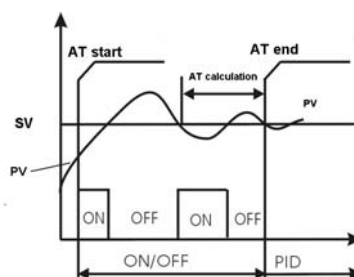 AT start
AT end
AT calculation
PV
SV
PV
ON
OFF
ON
OFF
ON/OFF
PID